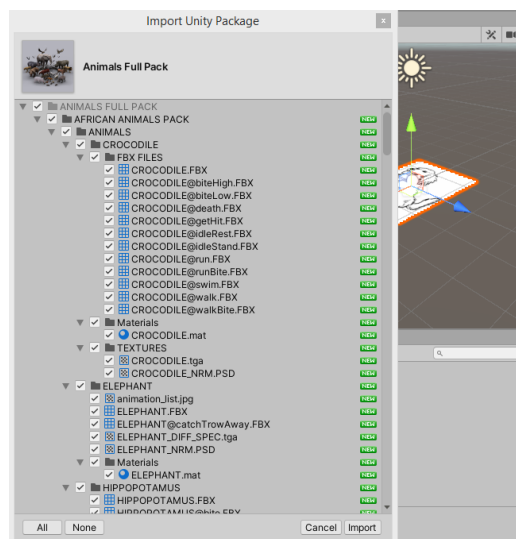 Import Unity Package
x
Animals Full Pack
ANIMALS FULL PACK
AFRICAN ANIMALS PACK NEW
ANIMALS NEW
CROCODILE NEW
FBX FILES NEW
CROCODILE.FBX NEW
CROCODILE@biteHigh.FBX NEW
CROCODILE@biteLow.FBX NEW
CROCODILE@death.FBX NEW
CROCODILE@getHit.FBX NEW
CROCODILE@idleRest.FBX NEW
CROCODILE@idleStand.FBX NEW
CROCODILE@run.FBX NEW
CROCODILE@runBite.FBX NEW
CROCODILE@swim.FBX NEW
CROCODILE@walk.FBX NEW
CROCODILE@walkBite.FBX NEW
Materials NEW
CROCODILE.mat NEW
TEXTURES NEW
CROCODILE.tga NEW
CROCODILE_NRM.PSD NEW
ELEPHANT NEW
animation_list.jpg NEW
ELEPHANT.FBX NEW
ELEPHANT@catchTrowAway.FBX NEW
ELEPHANT_DIFF_SPEC.tga NEW
ELEPHANT_NRM.PSD NEW
Materials NEW
ELEPHANT.mat NEW
HIPPOPOTAMUS NEW
HIPPOPOTAMUS.FBX NEW
HIPPOPOTAMUS@bite.FBX NEW
All None Cancel Import